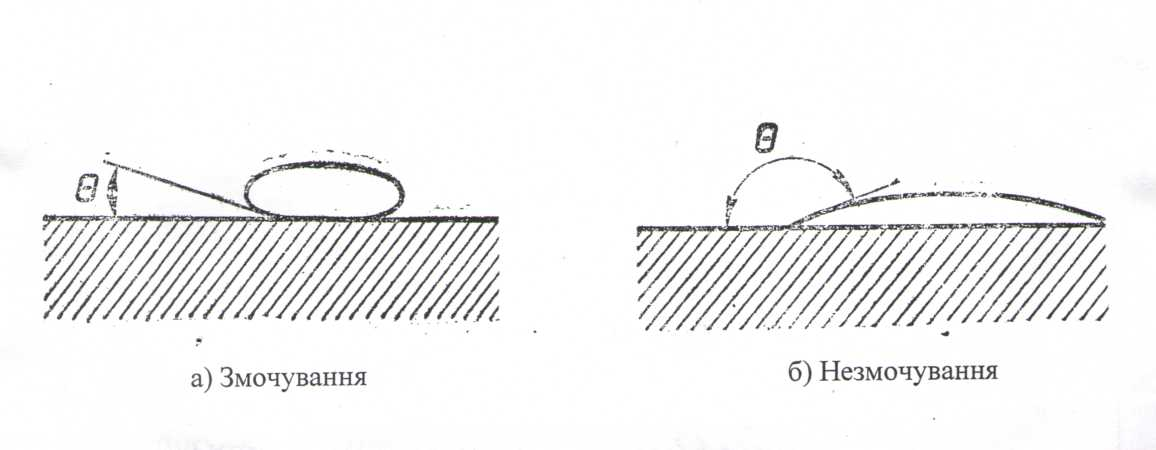 θ
θ
а) Змочування
б) Незмочування